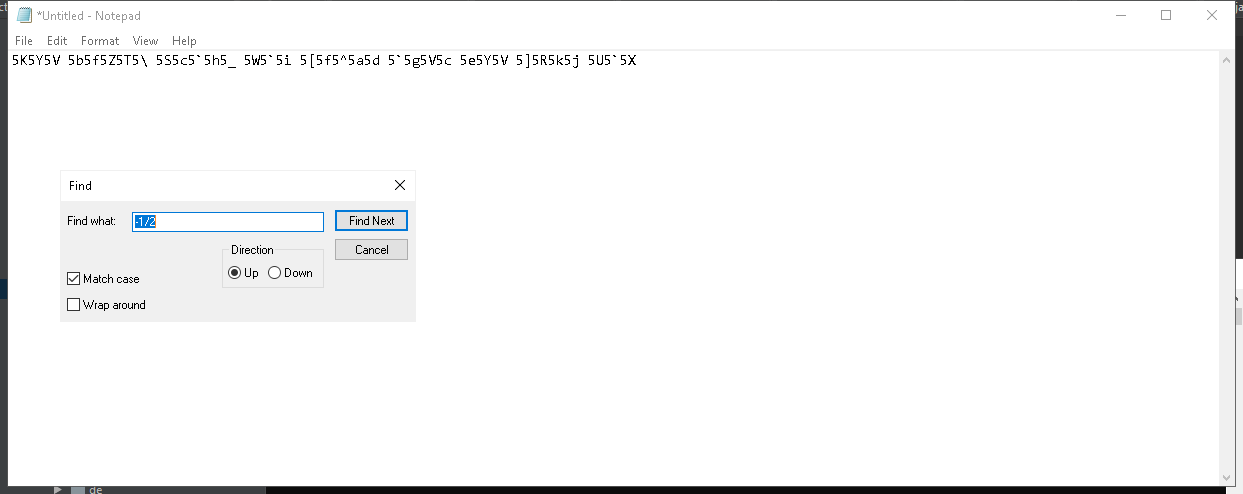 *Untitled - Notepad
File Edit Format View Help
5K5Y5V 5b5f5Z5T5\ 5S5c5`5h5_ 5W5`5i 5[5f5^5a5d 5`5g5V5c 5e5Y5V 5]5R5k5j 5U5`5X
Find
Find what: -1/2 Find Next
Direction Cancel
Up Down
Match case
Wrap around
de